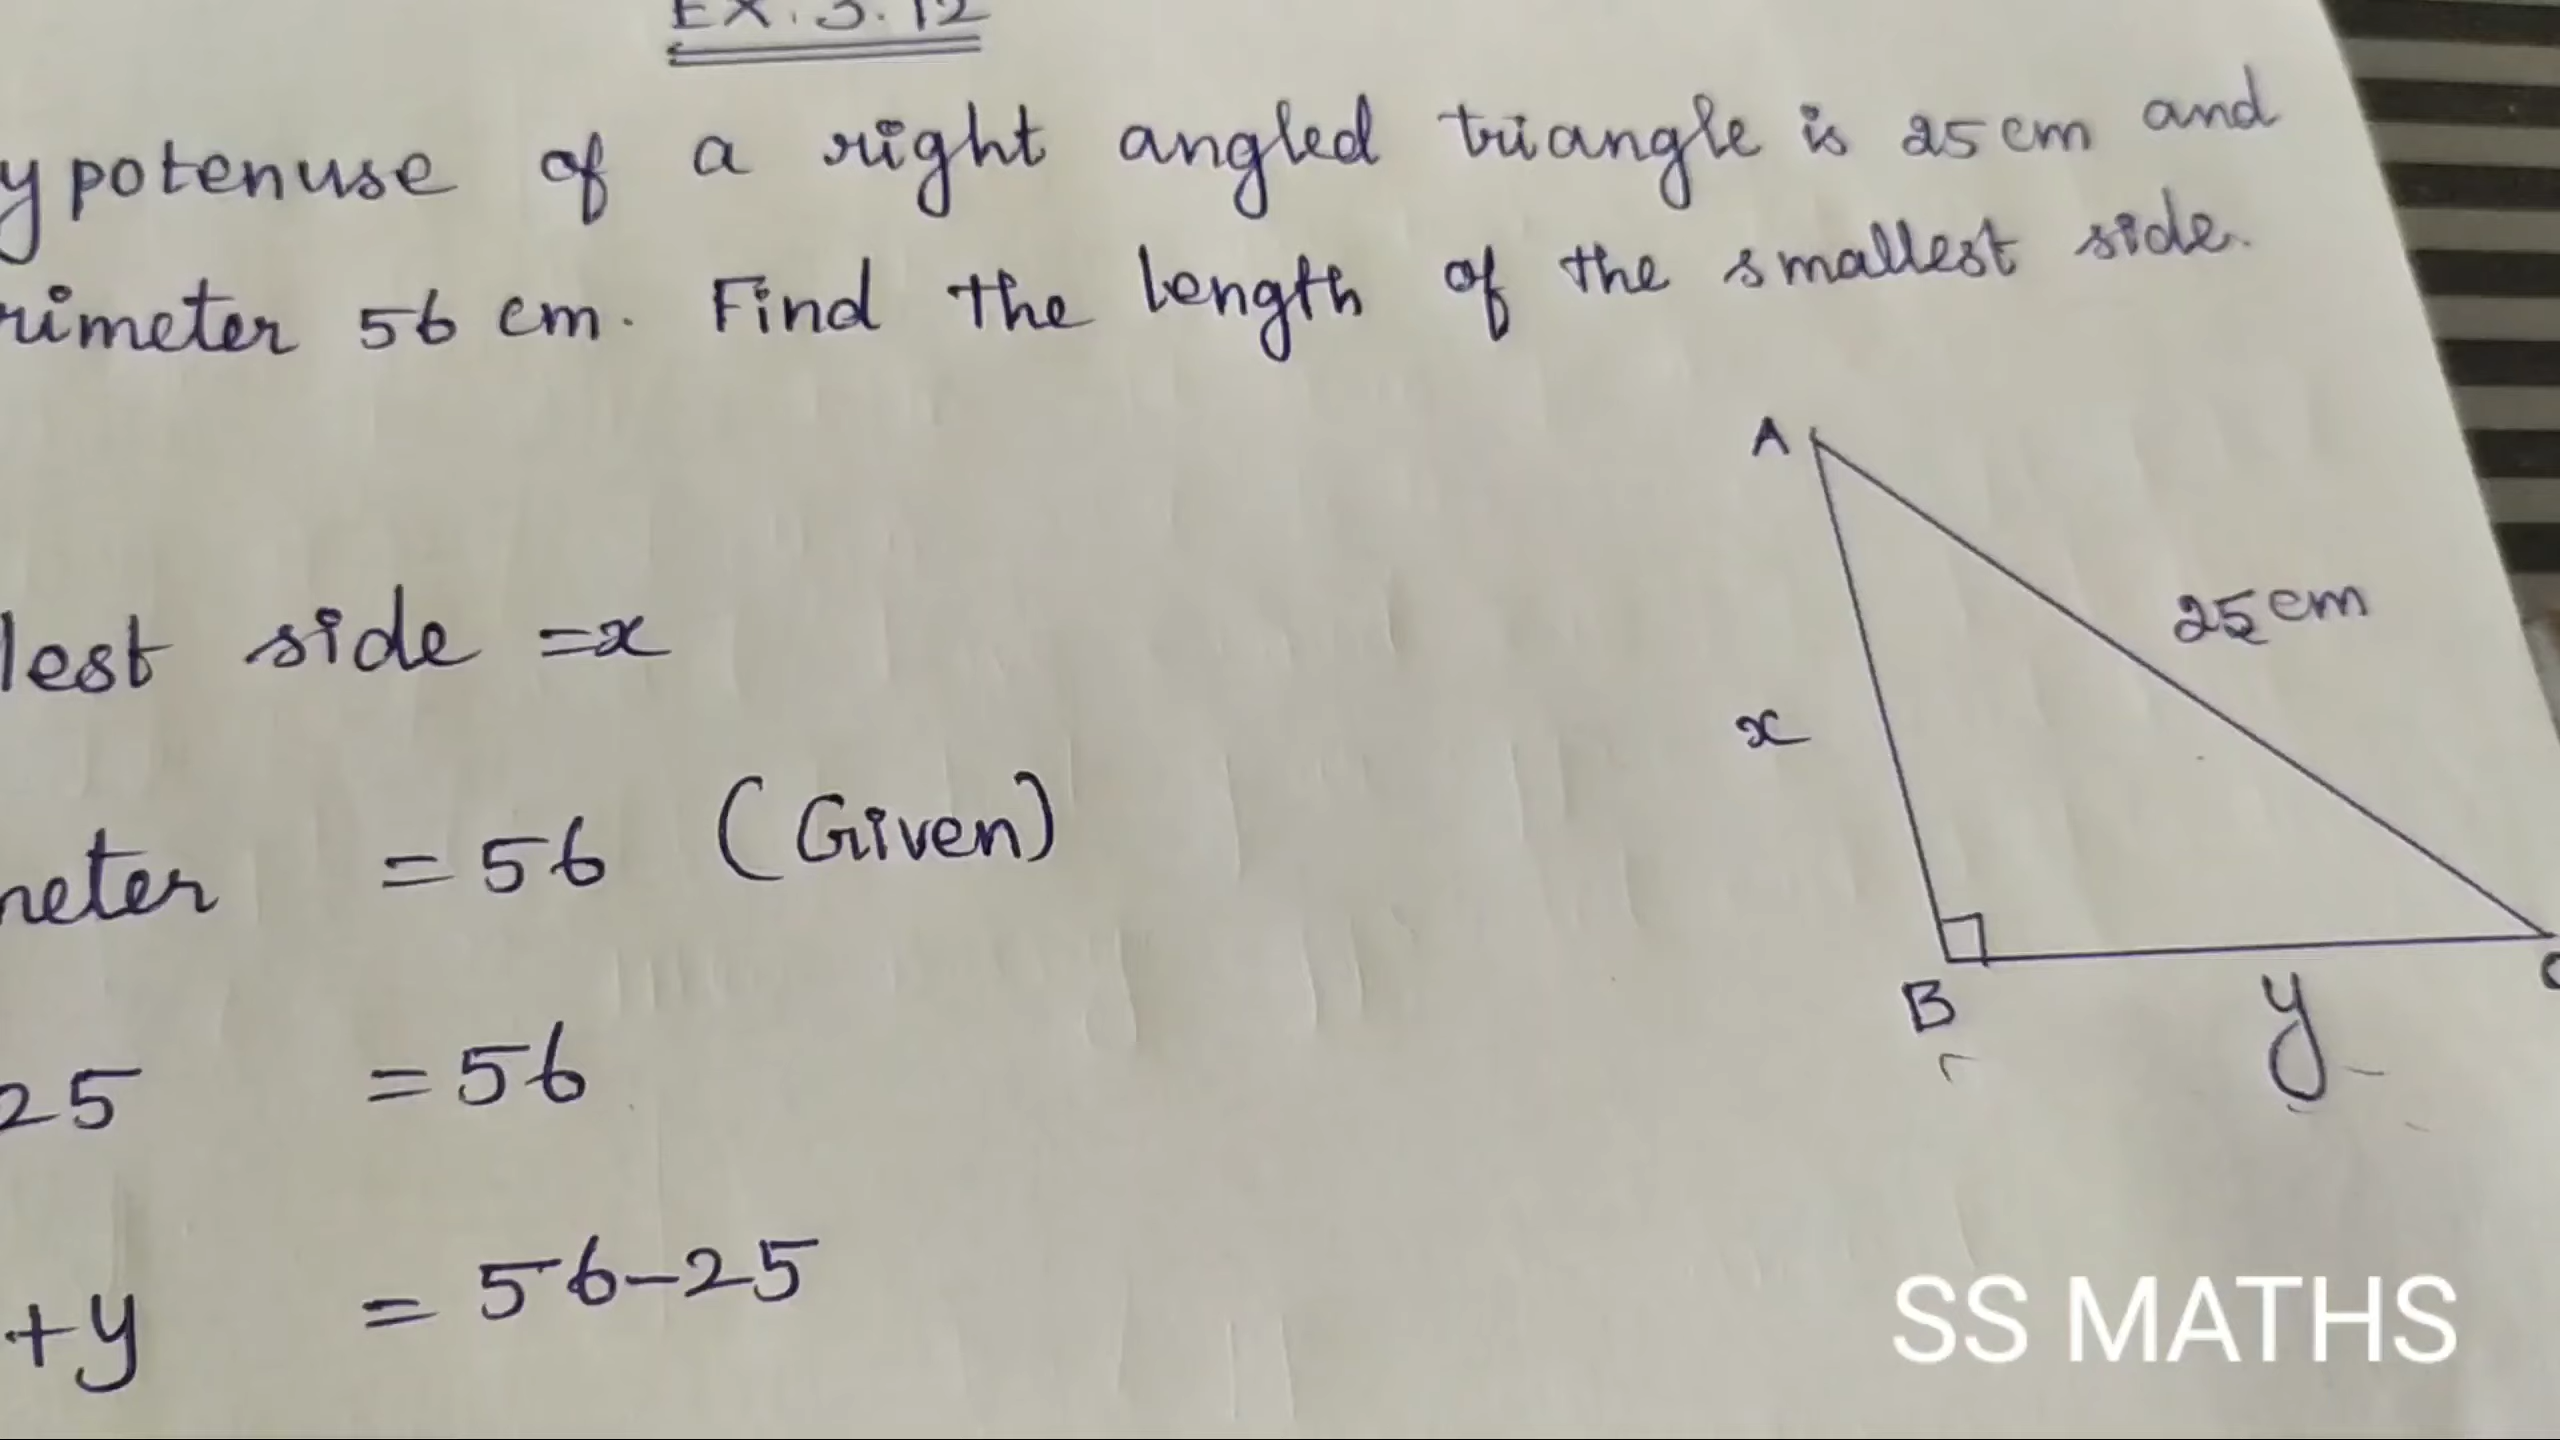 EX. 3.12
ypotenuse of a right angled triangle is 25 cm and
rimeter 56 cm. Find the length of the smallest side.
A
25 cm
lest side = x
x
meter = 56 (Given)
B
y
25 = 56
+y = 56-25
SS MATHS